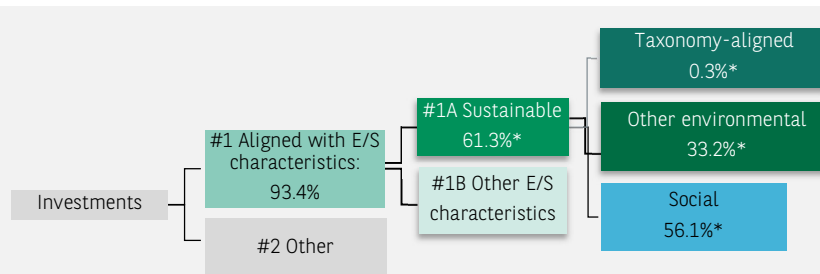 Taxonomy-aligned
0.3%*
#1A Sustainable
61.3%*
Other environmental
33.2%*
#1 Aligned with E/S
characteristics:
93.4%
#1B Other E/S
characteristics
Investments
Social
56.1%*
#2 Other